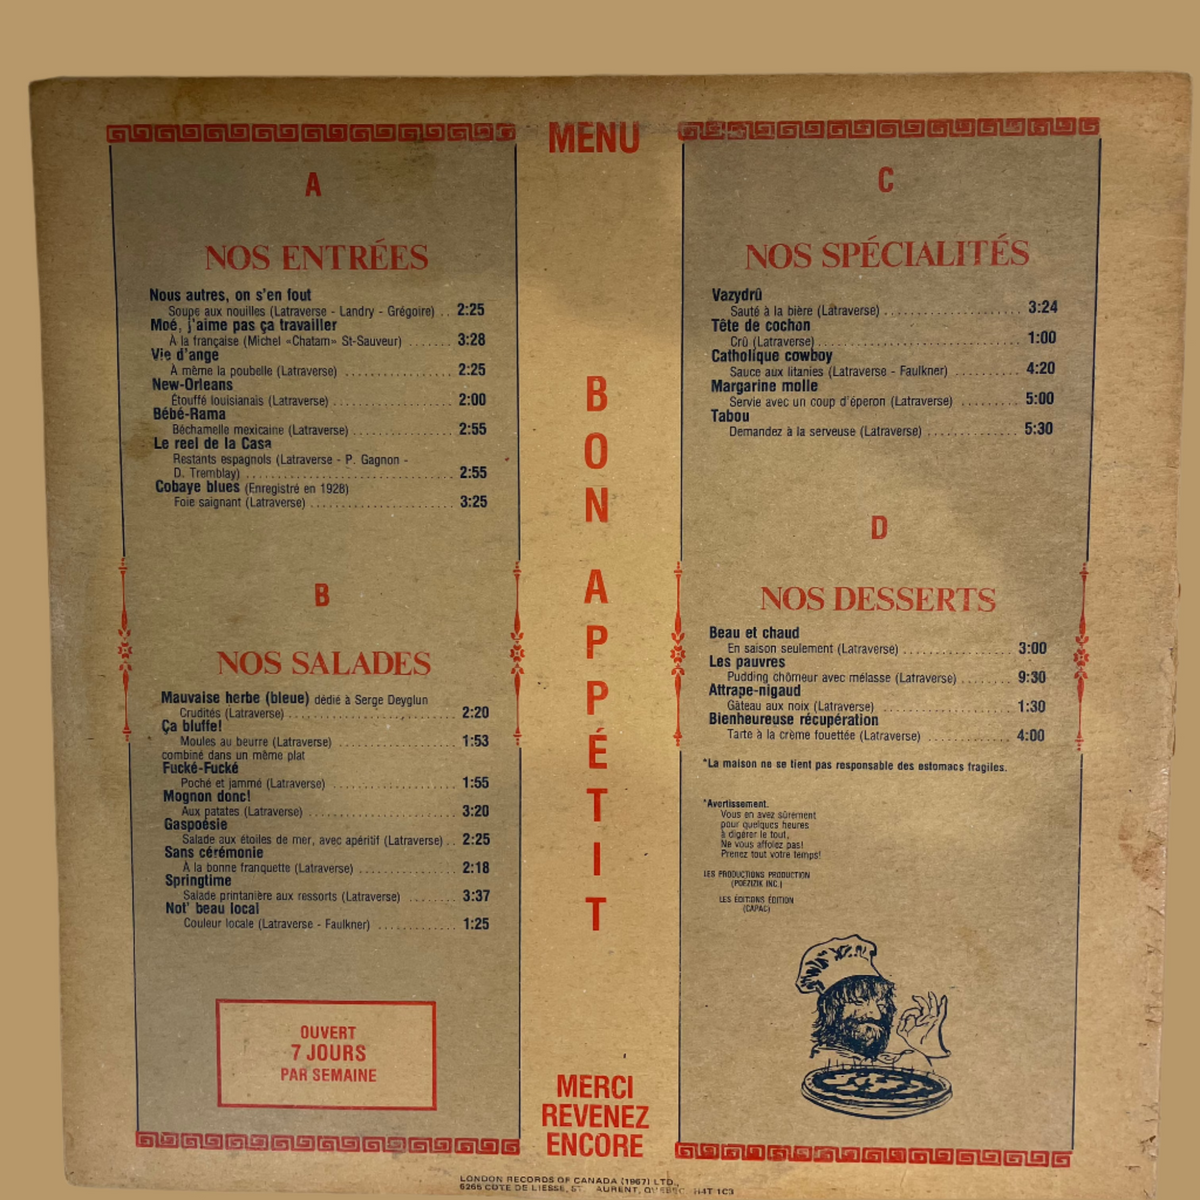 MENU
A
NOS ENTRÉES
Nous autres, on s'en fout
Soupe aux nouilles (Latraverse - Landry - Grégoire) .. 2:25
Moé, j'aime pas ça travailler
À la française (Michel «Chatam» St-Sauveur) ....... 3:28
Vie d'ange
À même la poubelle (Latraverse) ................. 2:25
New-Orleans
Étouffé louisianais (Latraverse) ................... 2:00
Bébé-Rama
Béchamelle mexicaine (Latraverse) ................ 2:55
Le reel de la Casa
Restants espagnols (Latraverse - P. Gagnon -
D. Tremblay) ................................. 2:55
Cobaye blues (Enregistré en 1928)
Foie saignant (Latraverse) ....................... 3:25
B
NOS SALADES
Mauvaise herbe (bleue) dédié à Serge Deyglun
Crudités (Latraverse) .......................... 2:20
Ça bluffe!
Moules au beurre (Latraverse) .................. 1:53
combiné dans un même plat
Fucké-Fucké
Poché et jammé (Latraverse) .................... 1:55
Mognon donc!
Aux patates (Latraverse) ....................... 3:20
Gaspoésie
Salade aux étoiles de mer, avec apéritif (Latraverse) .. 2:25
Sans cérémonie
À la bonne franquette (Latraverse) ................ 2:18
Springtime
Salade printanière aux ressorts (Latraverse) ........ 3:37
Not' beau local
Couleur locale (Latraverse - Faulkner) ............ 1:25
OUVERT
7 JOURS
PAR SEMAINE
BON APPÉTIT
MERCI
REVENEZ
ENCORE
C
NOS SPÉCIALITÉS
Vazydrû
Sauté à la bière (Latraverse) ..................... 3:24
Tête de cochon
Crû (Latraverse) ................................ 1:00
Catholique cowboy
Sauce aux litanies (Latraverse - Faulkner) .......... 4:20
Margarine molle
Servie avec un coup d'éperon (Latraverse) ......... 5:00
Tabou
Demandez à la serveuse (Latraverse) .............. 5:30
D
NOS DESSERTS
Beau et chaud
En saison seulement (Latraverse) ................. 3:00
Les pauvres
Pudding chômeur avec mélasse (Latraverse) ........ 9:30
Attrape-nigaud
Gâteau aux noix (Latraverse) .................... 1:30
Bienheureuse récupération
Tarte à la crème fouettée (Latraverse) ............. 4:00
*La maison ne se tient pas responsable des estomacs fragiles.
*Avertissement.
Vous en avez sûrement
pour quelques heures
à digérer le tout,
Ne vous affolez pas!
Prenez tout votre temps!
LES PRODUCTIONS PRODUCTION
(POEZIZIK INC.)
LES ÉDITIONS ÉDITION
(CAPAC)
LONDON RECORDS OF CANADA (1967) LTD.,
6265 COTE DE LIESSE, ST. AURENT, QUEBEC H4T 1C3